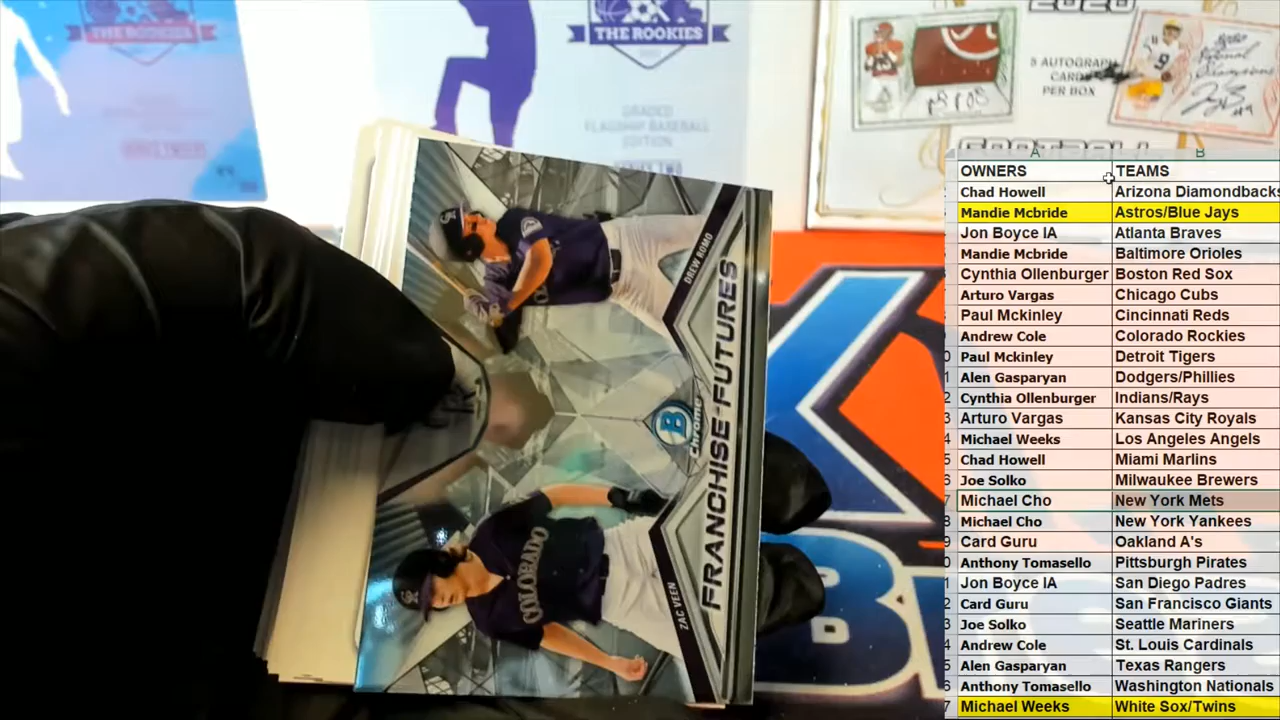 THE ROOKIES
THE ROOKIES
GRADED
FLAGSHIP BASEBALL
EDITION
2020
5 AUTOGRAPH
CARDS
PER BOX
FOOTBALL
DREW ROMO
ZAC VEEN
FRANCHISE FUTURES
B
chrome
COLORADO
A B
OWNERS TEAMS
Chad Howell Arizona Diamondbacks
Mandie Mcbride Astros/Blue Jays
Jon Boyce IA Atlanta Braves
Mandie Mcbride Baltimore Orioles
Cynthia Ollenburger Boston Red Sox
Arturo Vargas Chicago Cubs
Paul Mckinley Cincinnati Reds
Andrew Cole Colorado Rockies
Paul Mckinley Detroit Tigers
Alen Gasparyan Dodgers/Phillies
Cynthia Ollenburger Indians/Rays
Arturo Vargas Kansas City Royals
Michael Weeks Los Angeles Angels
Chad Howell Miami Marlins
Joe Solko Milwaukee Brewers
Michael Cho New York Mets
Michael Cho New York Yankees
Card Guru Oakland A's
Anthony Tomasello Pittsburgh Pirates
Jon Boyce IA San Diego Padres
Card Guru San Francisco Giants
Joe Solko Seattle Mariners
Andrew Cole St. Louis Cardinals
Alen Gasparyan Texas Rangers
Anthony Tomasello Washington Nationals
Michael Weeks White Sox/Twins